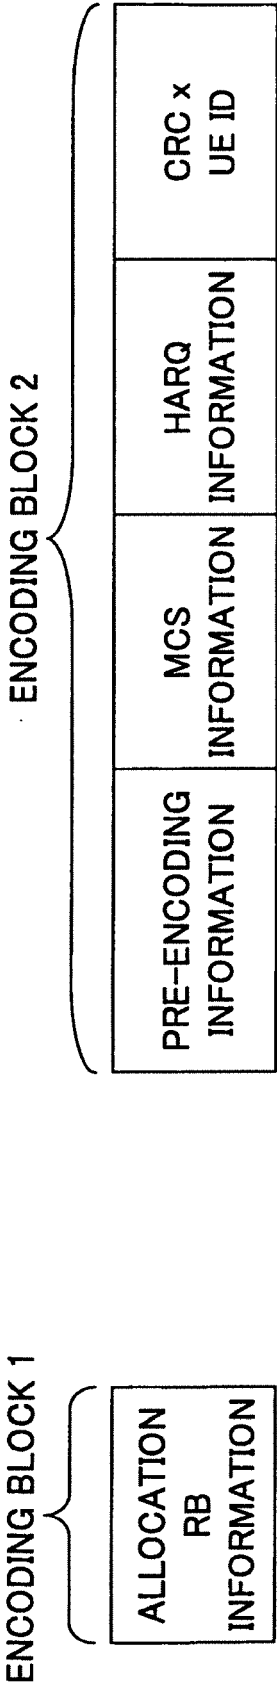 ENCODING BLOCK 1
ALLOCATION
RB
INFORMATION
ENCODING BLOCK 2
PRE-ENCODING
INFORMATION
MCS
INFORMATION
HARQ
INFORMATION
CRC x
UE ID